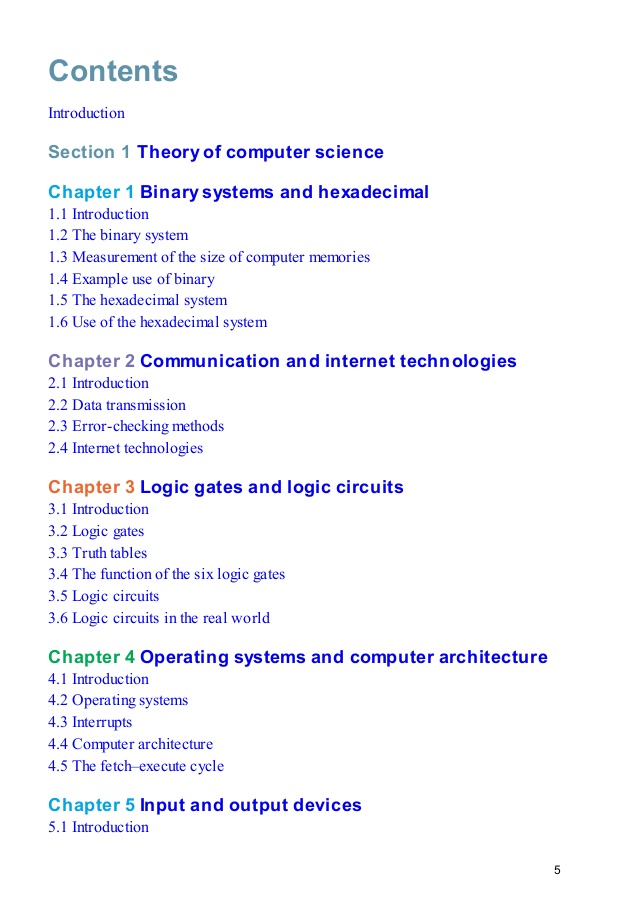 Contents
Introduction
Section 1 Theory of computer science
Chapter 1 Binary systems and hexadecimal
1.1 Introduction
1.2 The binary system
1.3 Measurement of the size of computer memories
1.4 Example use of binary
1.5 The hexadecimal system
1.6 Use of the hexadecimal system
Chapter 2 Communication and internet technologies
2.1 Introduction
2.2 Data transmission
2.3 Error-checking methods
2.4 Internet technologies
Chapter 3 Logic gates and logic circuits
3.1 Introduction
3.2 Logic gates
3.3 Truth tables
3.4 The function of the six logic gates
3.5 Logic circuits
3.6 Logic circuits in the real world
Chapter 4 Operating systems and computer architecture
4.1 Introduction
4.2 Operating systems
4.3 Interrupts
4.4 Computer architecture
4.5 The fetch–execute cycle
Chapter 5 Input and output devices
5.1 Introduction
5